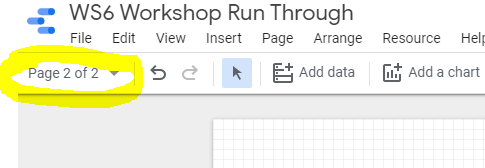 WS6 Workshop Run Through
File Edit View Insert Page Arrange Resource Help
Page 2 of 2 Add data Add a chart